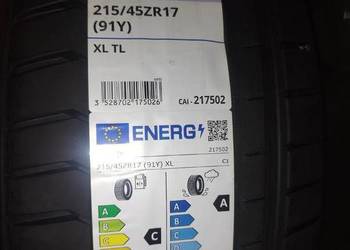 215/45ZR17
(91Y)
XL TL
3 528702 175026
CAI - 217502
ENERG
217502
215/45ZR17 (91Y) XL C1
A A
B
C C A
B